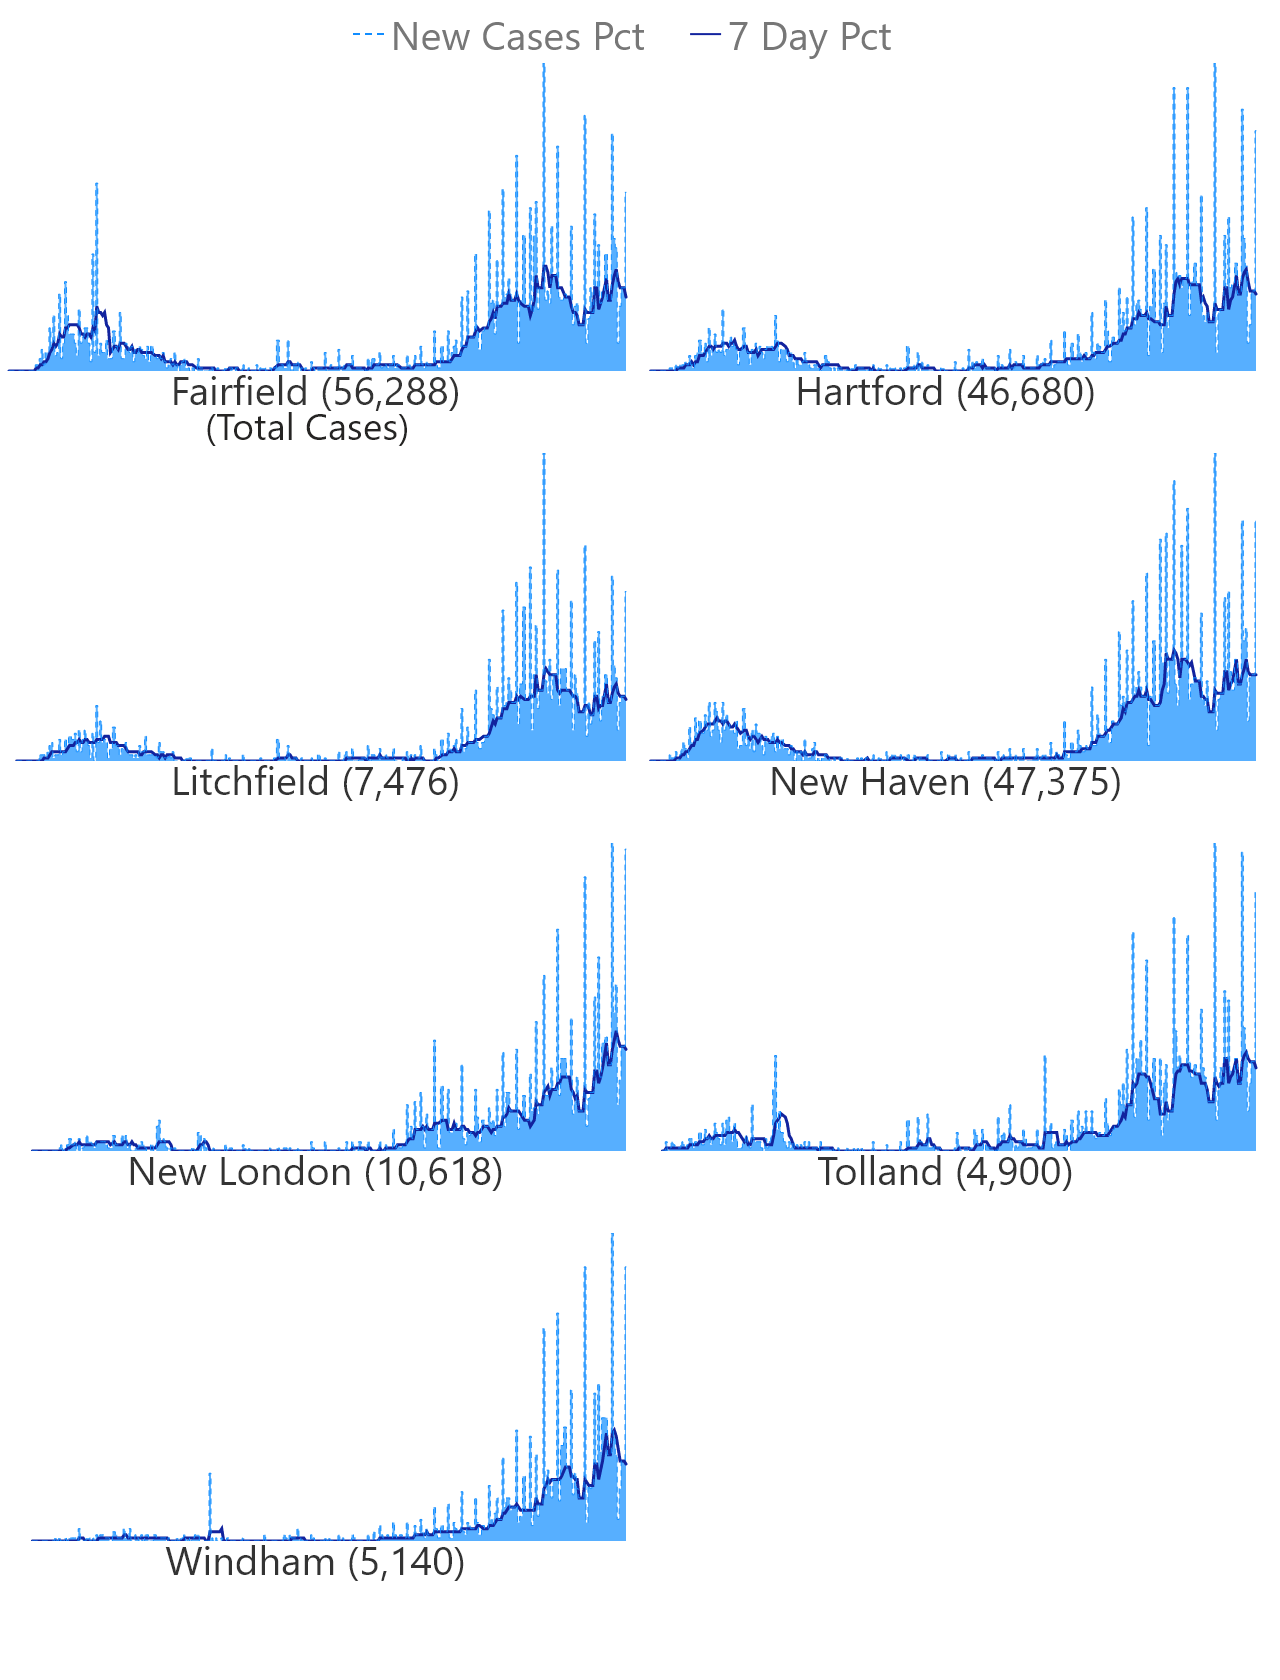 New Cases Pct 7 Day Pct
Fairfield (56,288) Hartford (46,680)
(Total Cases)
Litchfield (7,476) New Haven (47,375)
New London (10,618) Tolland (4,900)
Windham (5,140)